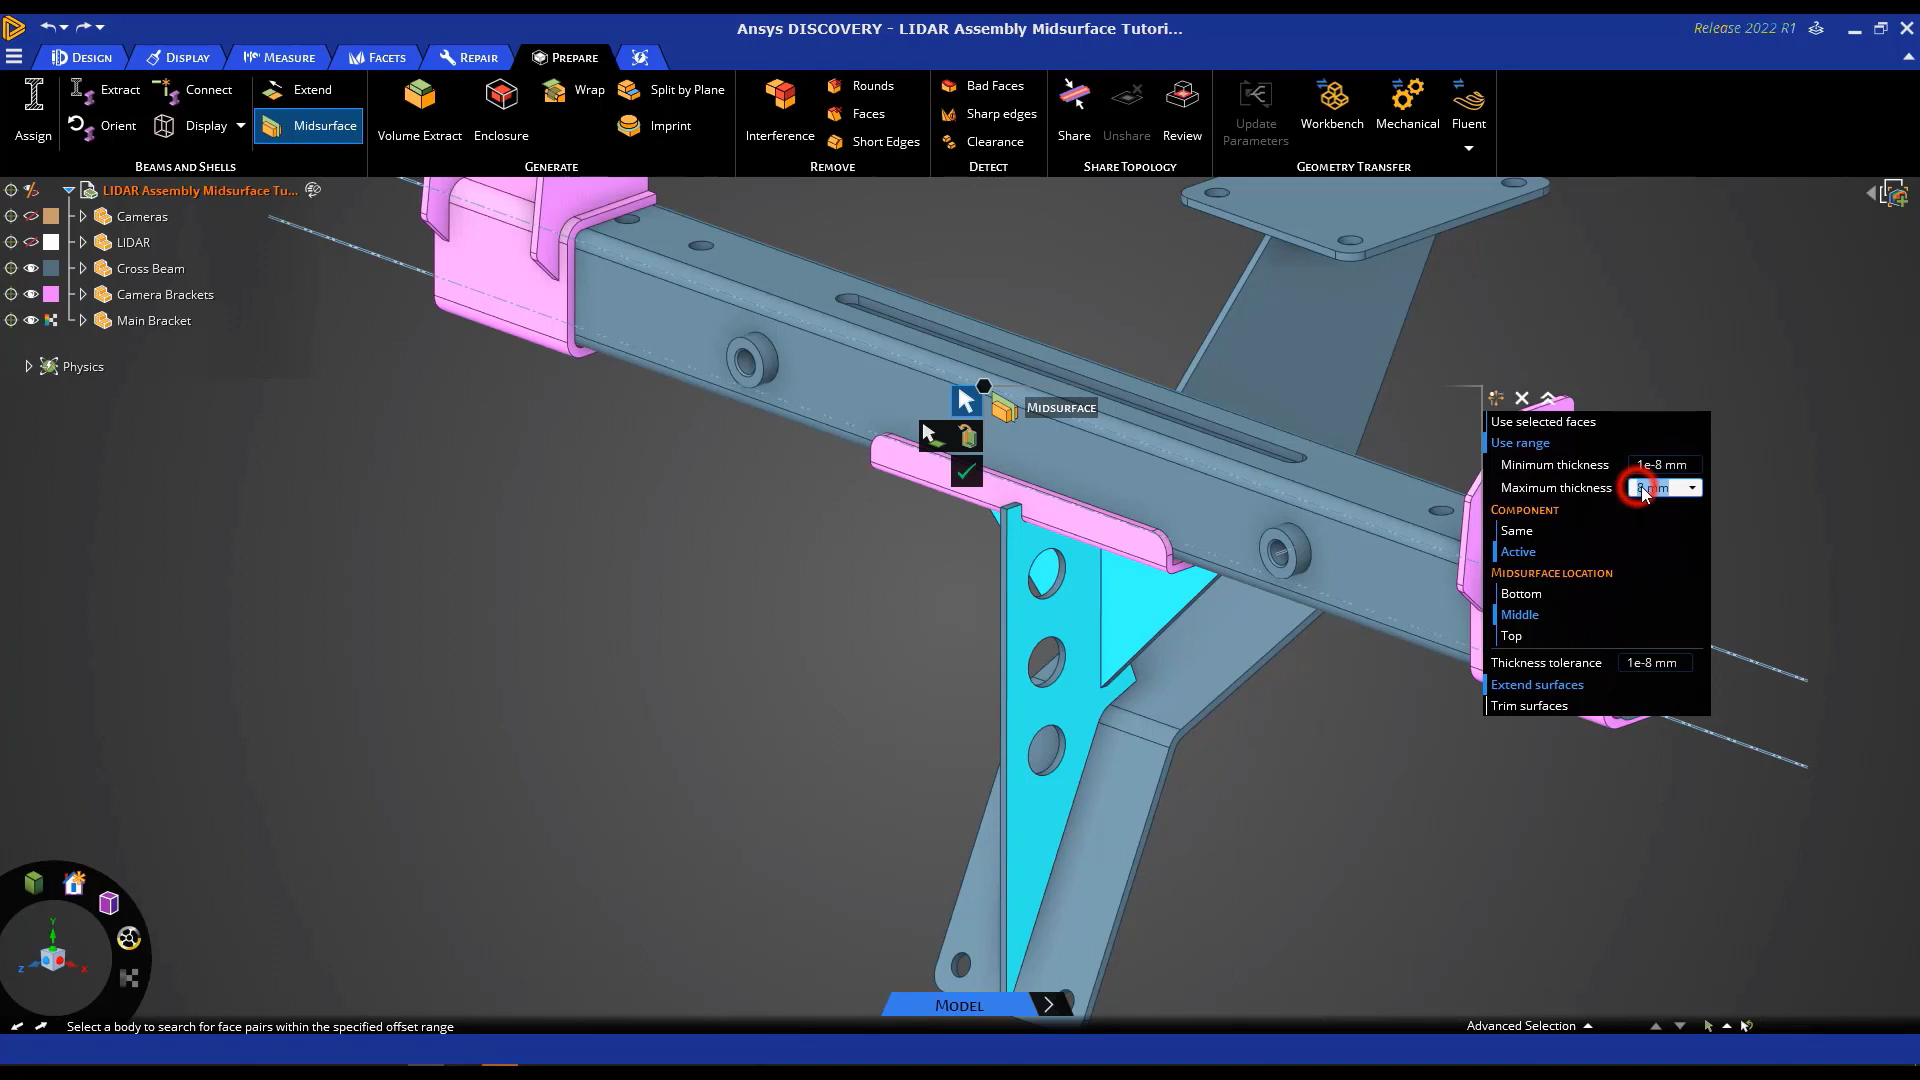 Ansys DISCOVERY - LIDAR Assembly Midsurface Tutori...
Release 2022 R1
DESIGN
DISPLAY
MEASURE
FACETS
REPAIR
PREPARE
Assign
Extract
Orient
Connect
Display
Extend
Midsurface
BEAMS AND SHELLS
Volume Extract
Enclosure
Wrap
Split by Plane
Imprint
GENERATE
Interference
Rounds
Faces
Short Edges
REMOVE
Bad Faces
Sharp edges
Clearance
DETECT
Share
Unshare
Review
SHARE TOPOLOGY
Update
Parameters
Workbench
Mechanical
Fluent
GEOMETRY TRANSFER
LIDAR Assembly Midsurface Tu...
Cameras
LIDAR
Cross Beam
Camera Brackets
Main Bracket
Physics
MIDSURFACE
Use selected faces
Use range
Minimum thickness 1e-8 mm
Maximum thickness 8 mm
COMPONENT
Same
Active
MIDSURFACE LOCATION
Bottom
Middle
Top
Thickness tolerance 1e-8 mm
Extend surfaces
Trim surfaces
Y
Z
X
MODEL
Select a body to search for face pairs within the specified offset range
Advanced Selection